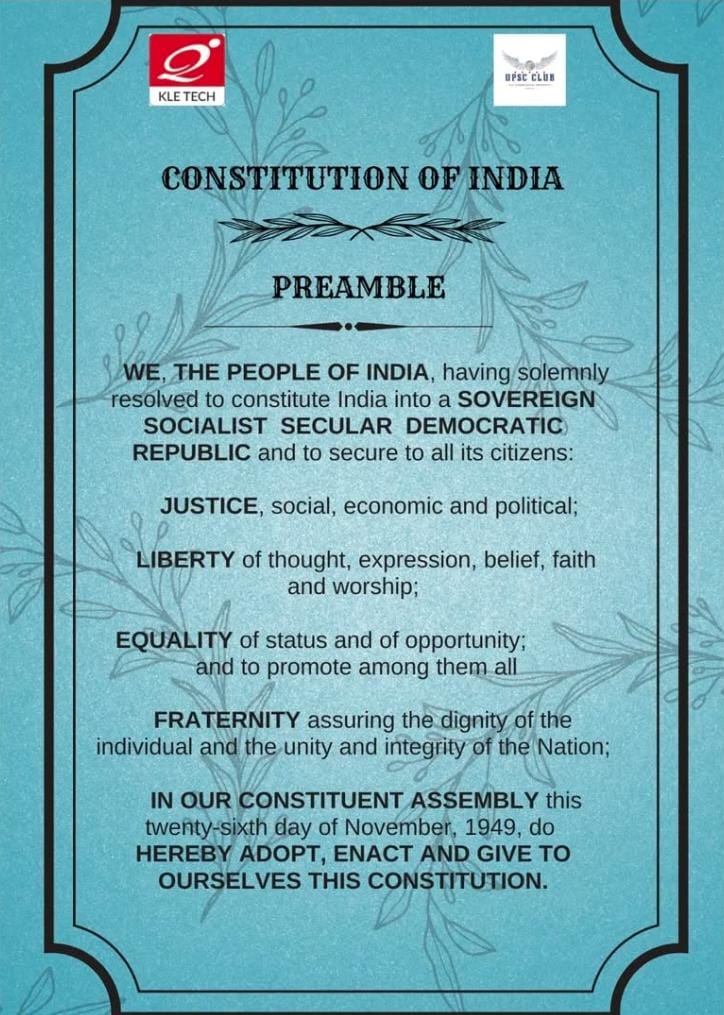 KLE TECH
UPSC CLUB
CONSTITUTION OF INDIA
PREAMBLE
WE, THE PEOPLE OF INDIA, having solemnly
resolved to constitute India into a SOVEREIGN
SOCIALIST SECULAR DEMOCRATIC
REPUBLIC and to secure to all its citizens:
JUSTICE, social, economic and political;
LIBERTY of thought, expression, belief, faith
and worship;
EQUALITY of status and of opportunity;
and to promote among them all
FRATERNITY assuring the dignity of the
individual and the unity and integrity of the Nation;
IN OUR CONSTITUENT ASSEMBLY this
twenty-sixth day of November, 1949, do
HEREBY ADOPT, ENACT AND GIVE TO
OURSELVES THIS CONSTITUTION.